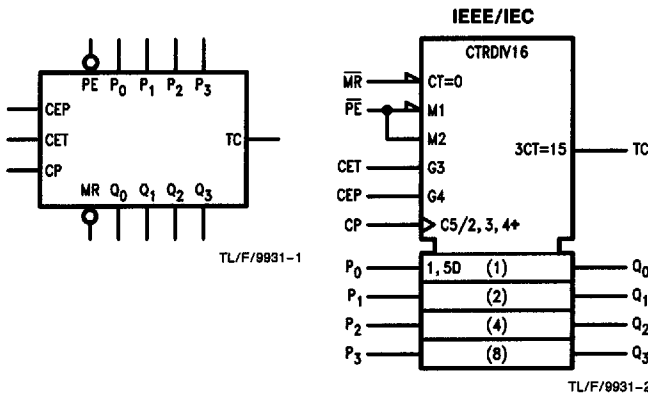 IEEE/IEC
PE P0 P1 P2 P3
CEP
CET
CP
TC
MR Q0 Q1 Q2 Q3
TL/F/9931-1
CTRDIV16
MR CT=0
PE M1
M2
3CT=15 TC
CET G3
CEP G4
CP C5/2,3,4+
P0 1,5D (1) Q0
P1 (2) Q1
P2 (4) Q2
P3 (8) Q3
TL/F/9931-2